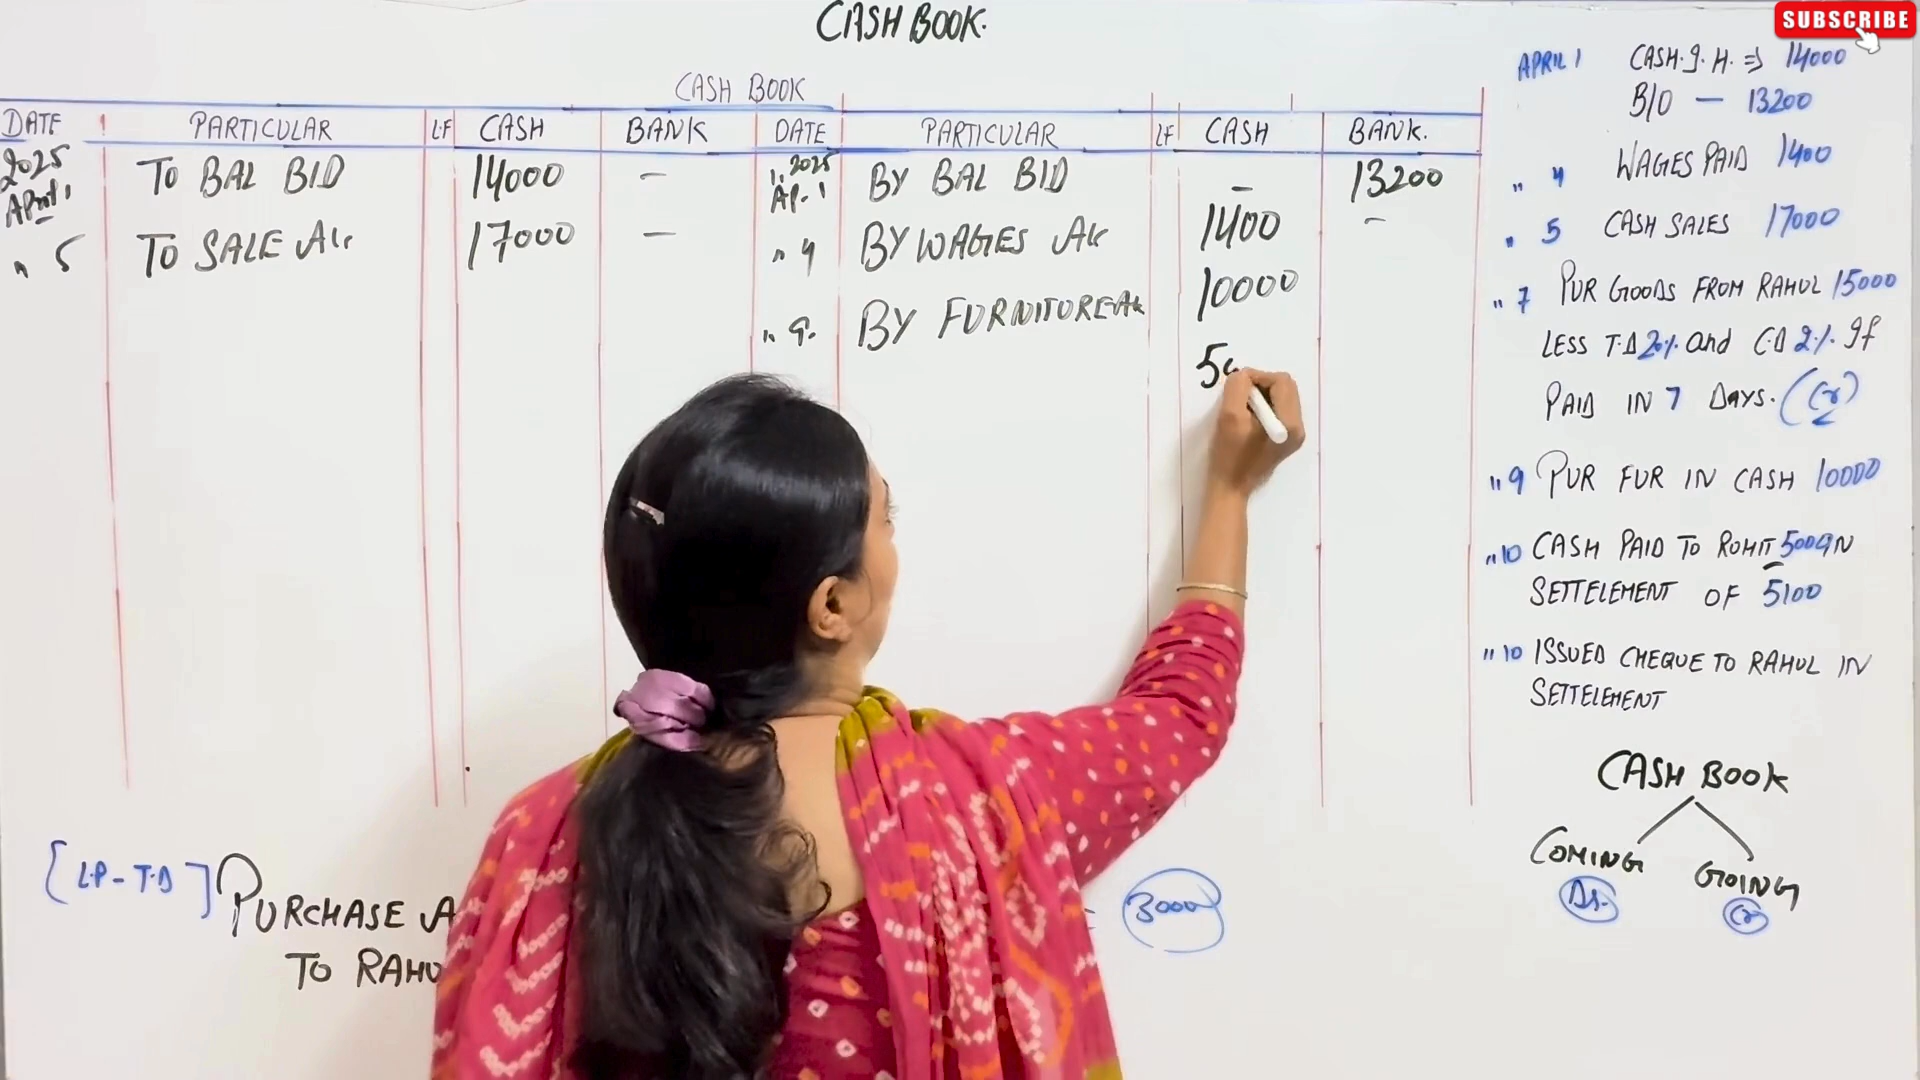 CASH BOOK.
SUBSCRIBE
CASH BOOK
DATE PARTICULAR LF CASH BANK DATE PARTICULAR LF CASH BANK.
2025 April 1 TO BAL B/D 14000 - 2025 AP. 1 BY BAL B/D - 13200
" 5 TO SALE A/c 17000 - " 4 BY WAGES A/c 1400 -
" 9. BY FURNITURE A/c 10000
APRIL 1 CASH.I.H. => 14000
B/O - 13200
" 4 WAGES PAID 1400
" 5 CASH SALES 17000
" 7 PUR GOODS FROM RAHUL 15000
LESS T.D 20%. and C.D 2%. If
PAID IN 7 DAYS. (Cr)
" 9 PUR FUR IN CASH 10000
" 10 CASH PAID TO ROHIT 5000 IN
SETTELEMENT OF 5100
" 10 ISSUED CHEQUE TO RAHUL IN
SETTELEMENT
CASH BOOK
COMING GOING
Dr. Cr
[L.P - T.D] PURCHASE A
TO RAHU
3000